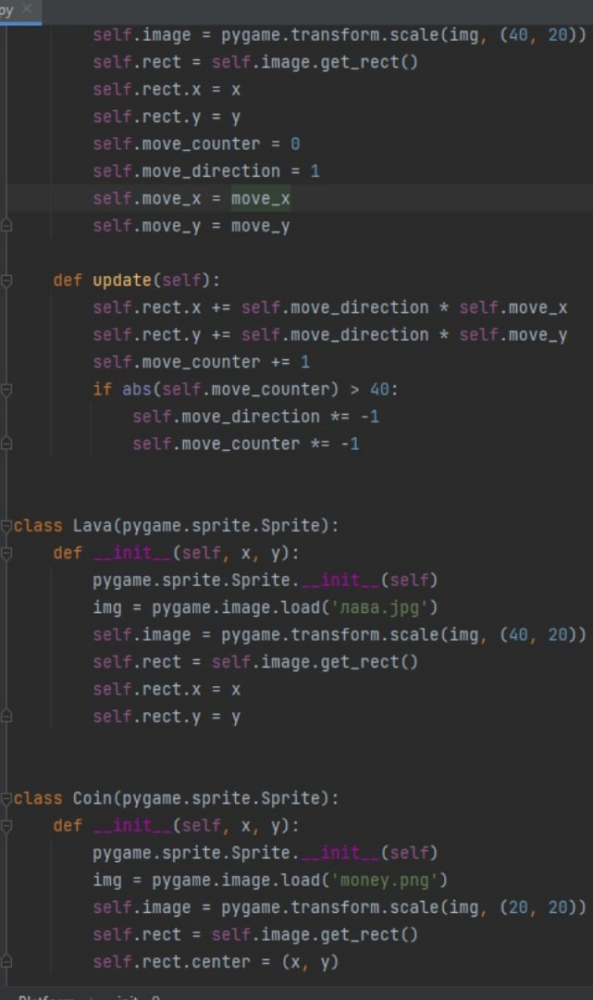 py ×
self.image = pygame.transform.scale(img, (40, 20))
self.rect = self.image.get_rect()
self.rect.x = x
self.rect.y = y
self.move_counter = 0
self.move_direction = 1
self.move_x = move_x
self.move_y = move_y
def update(self):
self.rect.x += self.move_direction * self.move_x
self.rect.y += self.move_direction * self.move_y
self.move_counter += 1
if abs(self.move_counter) > 40:
self.move_direction *= -1
self.move_counter *= -1
class Lava(pygame.sprite.Sprite):
def __init__(self, x, y):
pygame.sprite.Sprite.__init__(self)
img = pygame.image.load('лава.jpg')
self.image = pygame.transform.scale(img, (40, 20))
self.rect = self.image.get_rect()
self.rect.x = x
self.rect.y = y
class Coin(pygame.sprite.Sprite):
def __init__(self, x, y):
pygame.sprite.Sprite.__init__(self)
img = pygame.image.load('money.png')
self.image = pygame.transform.scale(img, (20, 20))
self.rect = self.image.get_rect()
self.rect.center = (x, y)